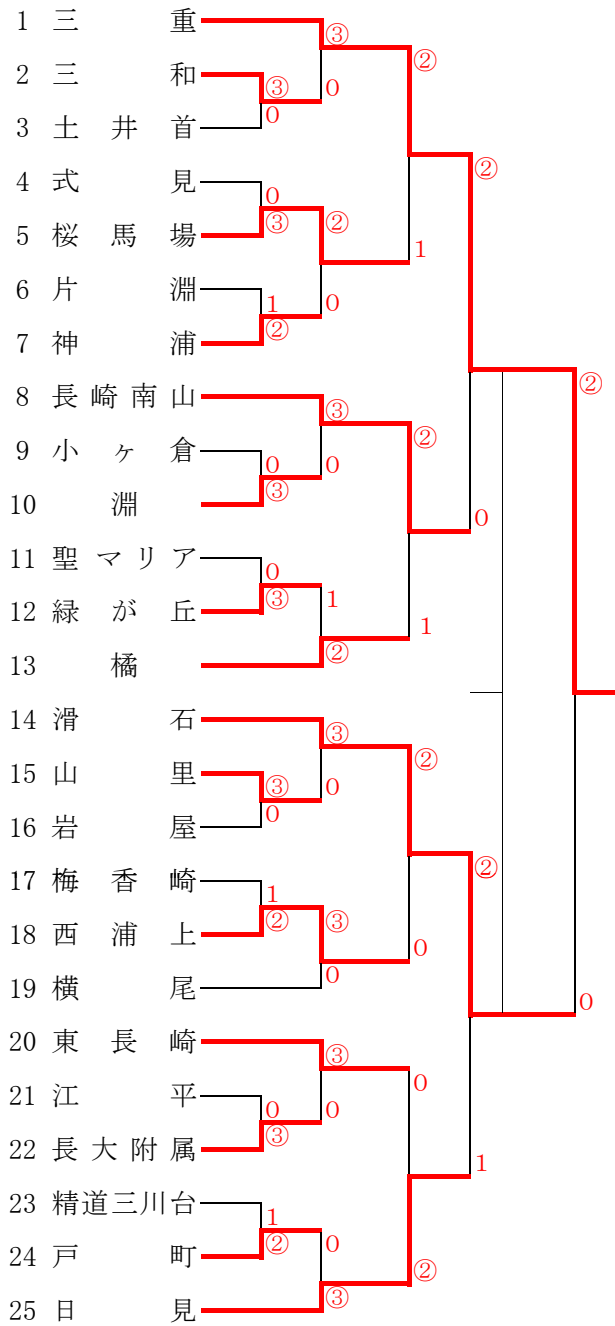 1 三重
③
②
2 三和
③
0
0
3 土井首
②
4 式見
0
②
5 桜馬場
③
1
6 片淵
1
0
7 神浦
②
②
8 長崎南山
③
②
9 小ヶ倉
0
0
10 淵
③
0
11 聖マリア
0
12 緑が丘
③
1
1
13 橘
②
14 滑石
③
②
15 山里
③
0
0
16 岩屋
②
17 梅香崎
1
18 西浦上
②
③
0
19 横尾
0
0
20 東長崎
③
0
21 江平
0
0
22 長大附属
③
1
23 精道三川台
1
24 戸町
②
0
②
25 日見
③